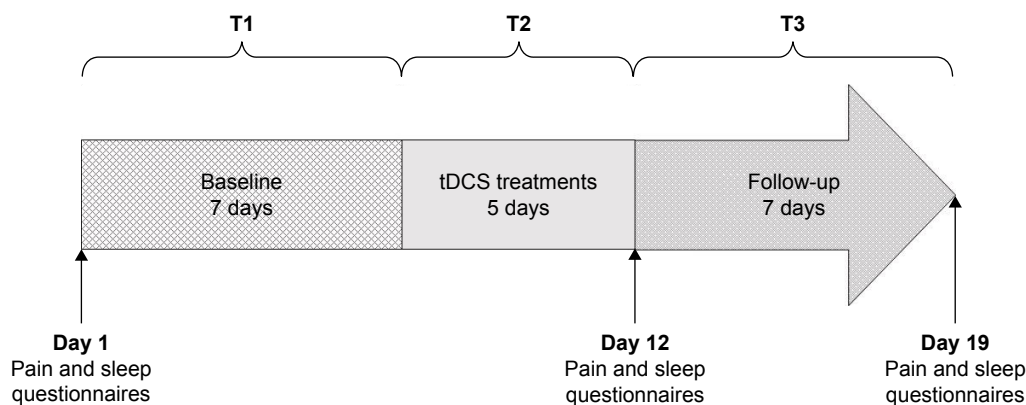 T1
T2
T3
Baseline
7 days
tDCS treatments
5 days
Follow-up
7 days
Day 1
Pain and sleep
questionnaires
Day 12
Pain and sleep
questionnaires
Day 19
Pain and sleep
questionnaires